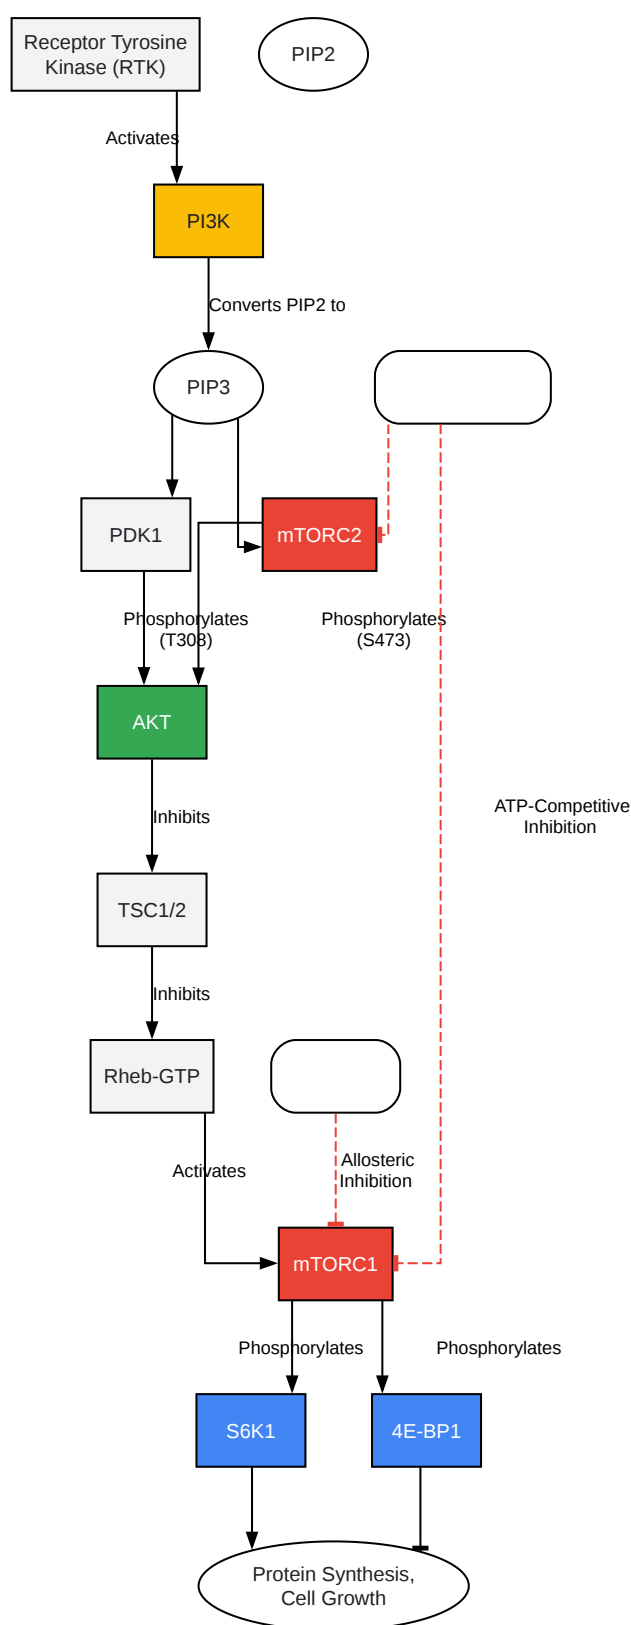 Receptor Tyrosine
Kinase (RTK)
PIP2
Activates
PI3K
Converts PIP2 to
PIP3
PDK1
mTORC2
Phosphorylates
(T308)
Phosphorylates
(S473)
AKT
ATP-Competitive
Inhibition
Inhibits
TSC1/2
Inhibits
Rheb-GTP
Allosteric
Inhibition
Activates
mTORC1
Phosphorylates
Phosphorylates
S6K1
4E-BP1
Protein Synthesis,
Cell Growth